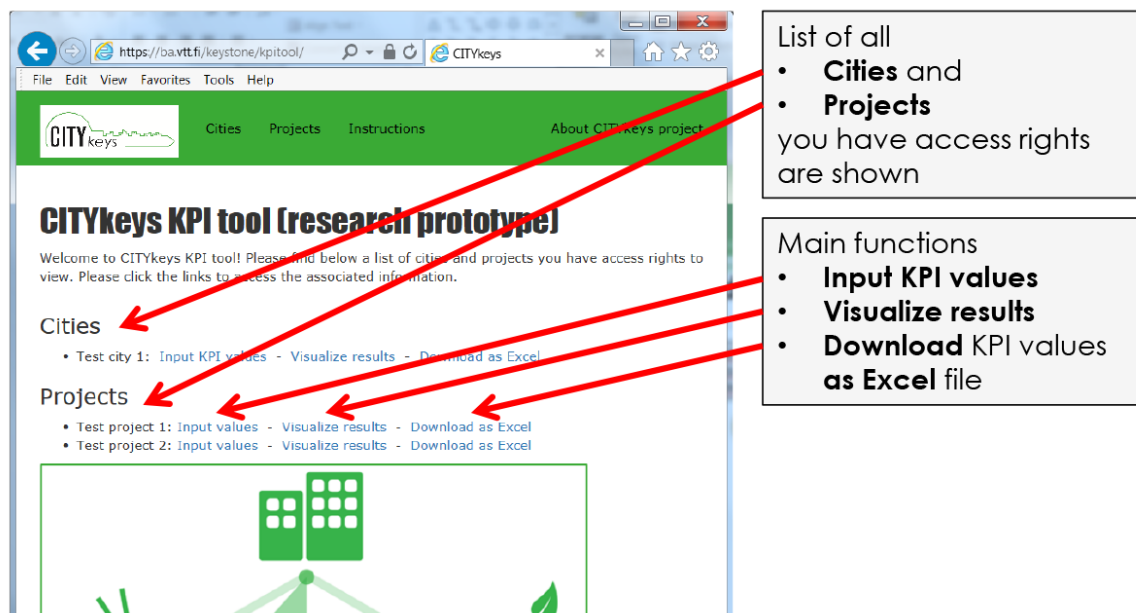 https://ba.vtt.fi/keystone/kpitool/
CITYkeys
File Edit View Favorites Tools Help
CITY keys
Cities Projects Instructions About CITYkeys project
CITYkeys KPI tool (research prototype)
Welcome to CITYkeys KPI tool! Please find below a list of cities and projects you have access rights to
view. Please click the links to access the associated information.
Cities
• Test city 1: Input KPI values - Visualize results - Download as Excel
Projects
• Test project 1: Input values - Visualize results - Download as Excel
• Test project 2: Input values - Visualize results - Download as Excel
List of all
• Cities and
• Projects
you have access rights
are shown
Main functions
• Input KPI values
• Visualize results
• Download KPI values
as Excel file